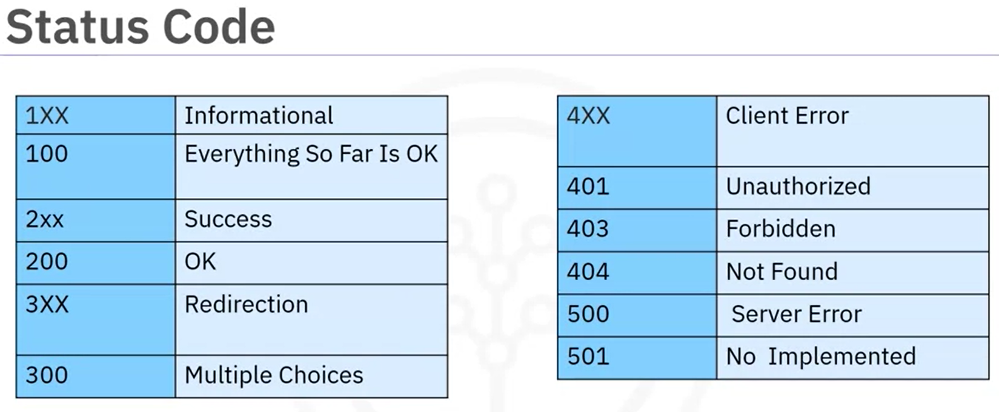 Status Code
1XX Informational
100 Everything So Far Is OK
2xx Success
200 OK
3XX Redirection
300 Multiple Choices
4XX Client Error
401 Unauthorized
403 Forbidden
404 Not Found
500 Server Error
501 No  Implemented